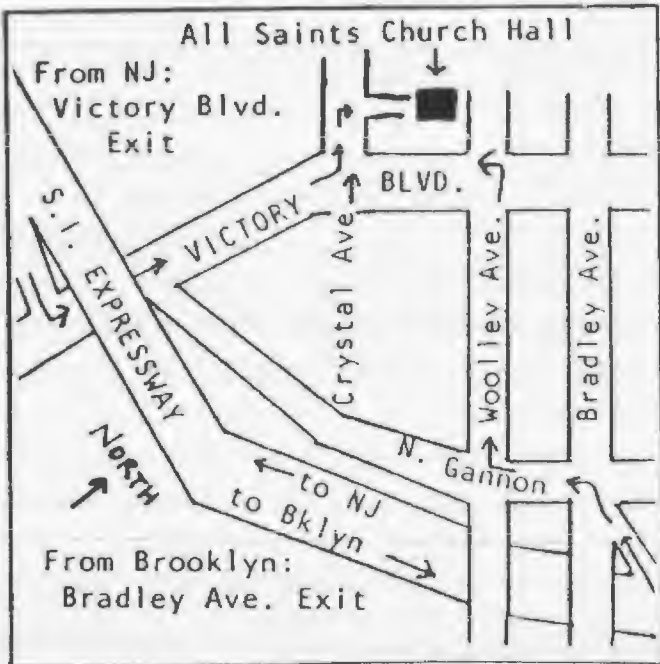 All Saints Church Hall
From NJ:
Victory Blvd.
Exit
VICTORY
BLVD.
S.I. EXPRESSWAY
Crystal Ave
Woolley Ave.
Bradley Ave.
N. Gannon
NORTH
to NJ
to Bklyn
From Brooklyn:
Bradley Ave. Exit